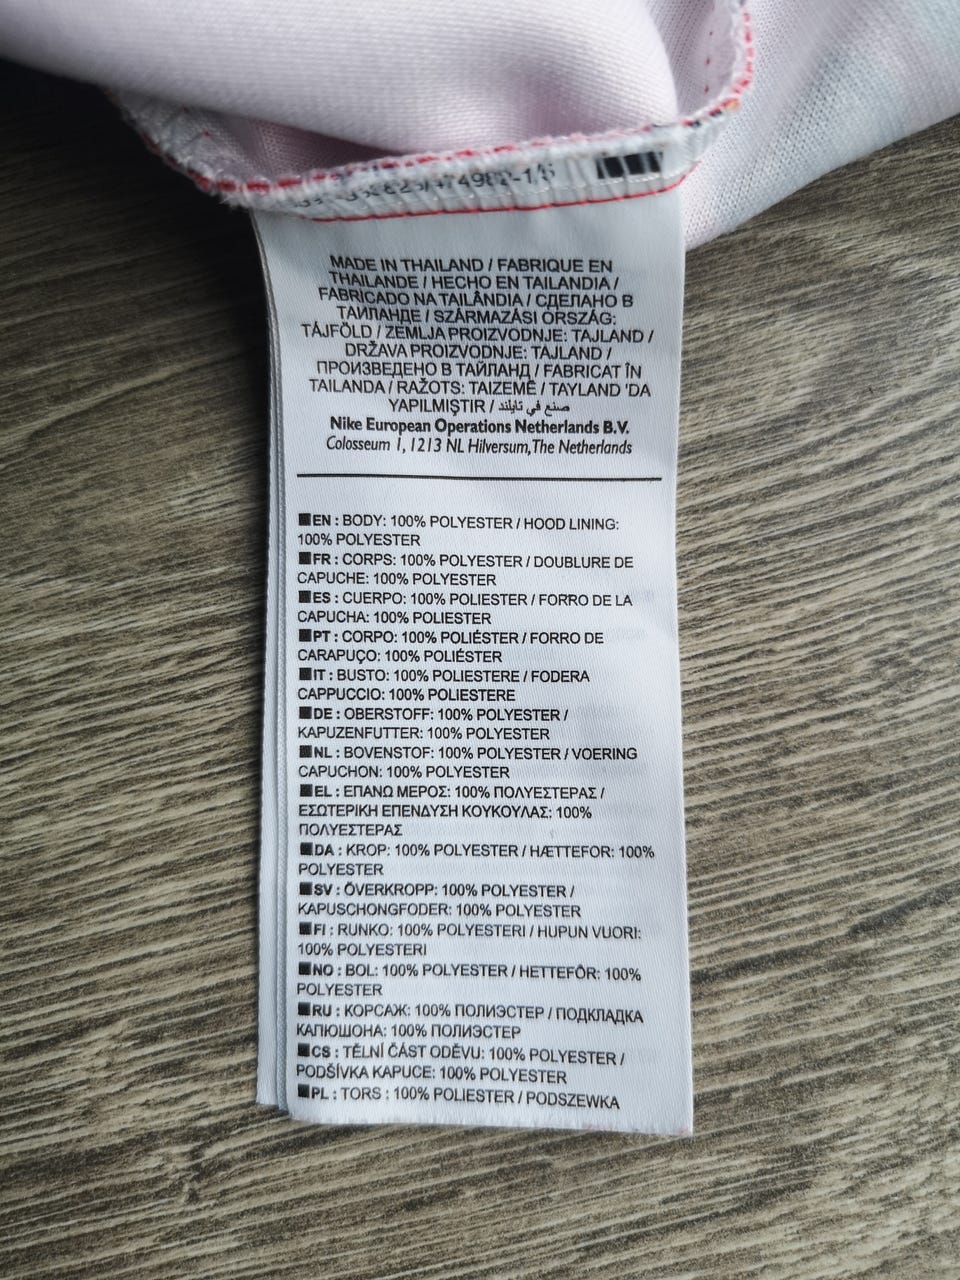 MADE IN THAILAND / FABRIQUE EN
THAILANDE / HECHO EN TAILANDIA /
FABRICADO NA TAILÂNDIA / СДЕЛАНО В
ТАИЛАНДЕ / SZÁRMAZÁSI ORSZÁG:
TÁJFÖLD / ZEMLJA PROIZVODNJE: TAJLAND /
DRŽAVA PROIZVODNJE: TAJLAND /
ПРОИЗВЕДЕНО В ТАЙЛАНД / FABRICAT ÎN
TAILANDA / RAŽOTS: TAIZEMĒ / TAYLAND 'DA
YAPILMIŞTIR / صنع في تايلند
Nike European Operations Netherlands B.V.
Colosseum 1, 1213 NL Hilversum, The Netherlands
EN : BODY: 100% POLYESTER / HOOD LINING:
100% POLYESTER
FR : CORPS: 100% POLYESTER / DOUBLURE DE
CAPUCHE: 100% POLYESTER
ES : CUERPO: 100% POLIESTER / FORRO DE LA
CAPUCHA: 100% POLIESTER
PT : CORPO: 100% POLIÉSTER / FORRO DE
CARAPUÇO: 100% POLIÉSTER
IT : BUSTO: 100% POLIESTERE / FODERA
CAPPUCCIO: 100% POLIESTERE
DE : OBERSTOFF: 100% POLYESTER /
KAPUZENFUTTER: 100% POLYESTER
NL : BOVENSTOF: 100% POLYESTER / VOERING
CAPUCHON: 100% POLYESTER
EL : ΕΠΑΝΩ ΜΕΡΟΣ: 100% ΠΟΛΥΕΣΤΕΡΑΣ /
ΕΣΩΤΕΡΙΚΗ ΕΠΕΝΔΥΣΗ ΚΟΥΚΟΥΛΑΣ: 100%
ΠΟΛΥΕΣΤΕΡΑΣ
DA : KROP: 100% POLYESTER / HÆTTEFOR: 100%
POLYESTER
SV : ÖVERKROPP: 100% POLYESTER /
KAPUSCHONGFODER: 100% POLYESTER
FI : RUNKO: 100% POLYESTERI / HUPUN VUORI:
100% POLYESTERI
NO : BOL: 100% POLYESTER / HETTEFÔR: 100%
POLYESTER
RU : КОРСАЖ: 100% ПОЛИЭСТЕР / ПОДКЛАДКА
КАПЮШОНА: 100% ПОЛИЭСТЕР
CS : TĚLNÍ ČÁST ODĚVU: 100% POLYESTER /
PODŠÍVKA KAPUCE: 100% POLYESTER
PL : TORS : 100% POLIESTER / PODSZEWKA